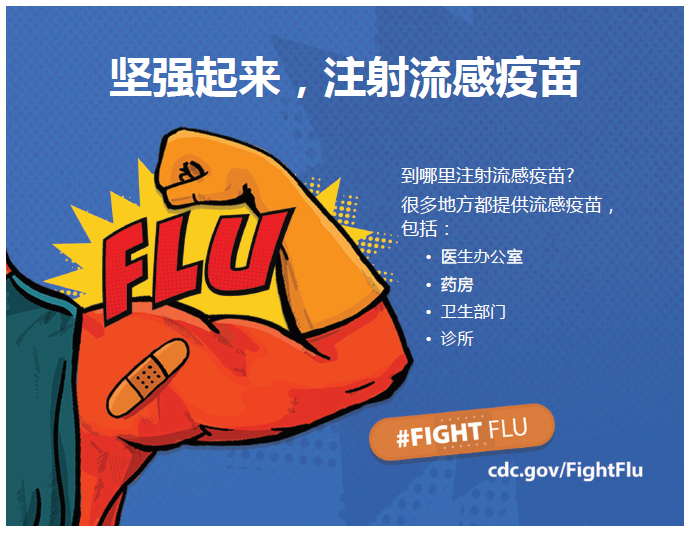 坚强起来，注射流感疫苗
FLU
到哪里注射流感疫苗?
很多地方都提供流感疫苗，
包括：
• 医生办公室
• 药房
• 卫生部门
• 诊所
#FIGHT FLU
cdc.gov/FightFlu